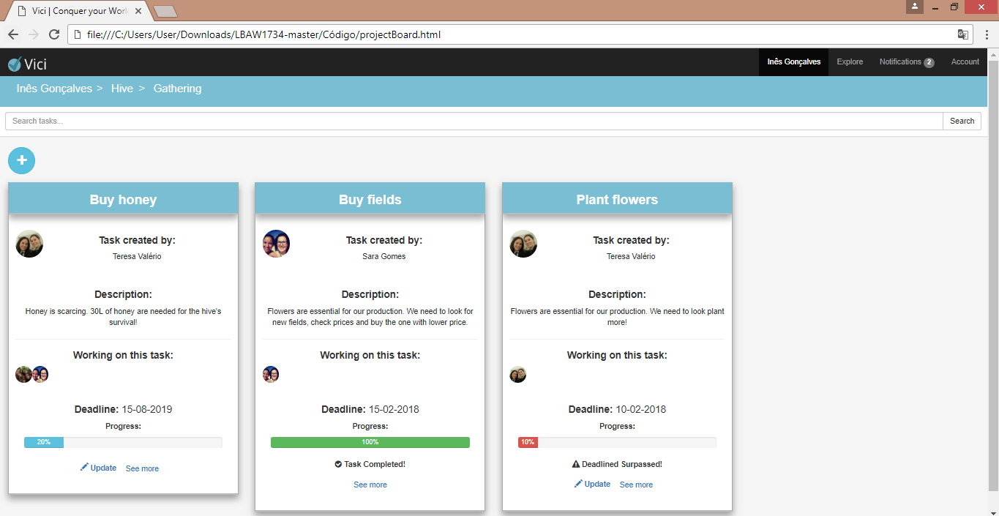 Vici | Conquer your Worl
file:///C:/Users/User/Downloads/LBAW1734-master/Código/projectBoard.html
Vici
Inês Gonçalves
Explore
Notifications 2
Account
Inês Gonçalves > Hive > Gathering
Search tasks...
Search
Buy honey
Task created by:
Teresa Valério
Description:
Honey is scarcing. 30L of honey are needed for the hive's
survival!
Working on this task:
Deadline: 15-08-2019
Progress:
20%
Update See more
Buy fields
Task created by:
Sara Gomes
Description:
Flowers are essential for our production. We need to look for
new fields, check prices and buy the one with lower price.
Working on this task:
Deadline: 15-02-2018
Progress:
100%
Task Completed!
See more
Plant flowers
Task created by:
Teresa Valério
Description:
Flowers are essential for our production. We need to look plant
more!
Working on this task:
Deadline: 10-02-2018
Progress:
10%
Deadlined Surpassed!
Update See more